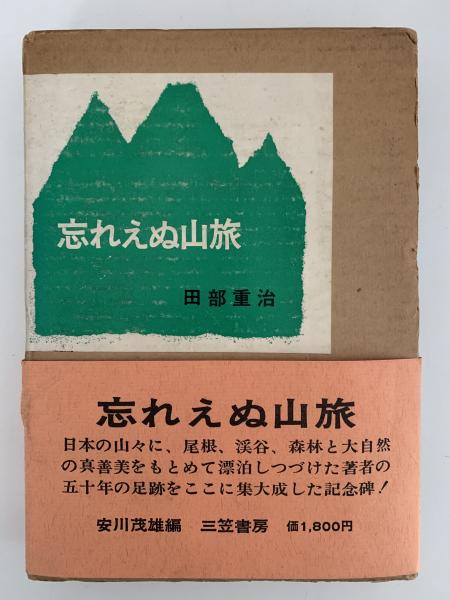 忘れえぬ山旅
田部重治
忘れえぬ山旅
日本の山々に、尾根、渓谷、森林と大自然
の真善美をもとめて漂泊しつづけた著者の
五十年の足跡をここに集大成した記念碑！
安川茂雄編 三笠書房 価1,800円